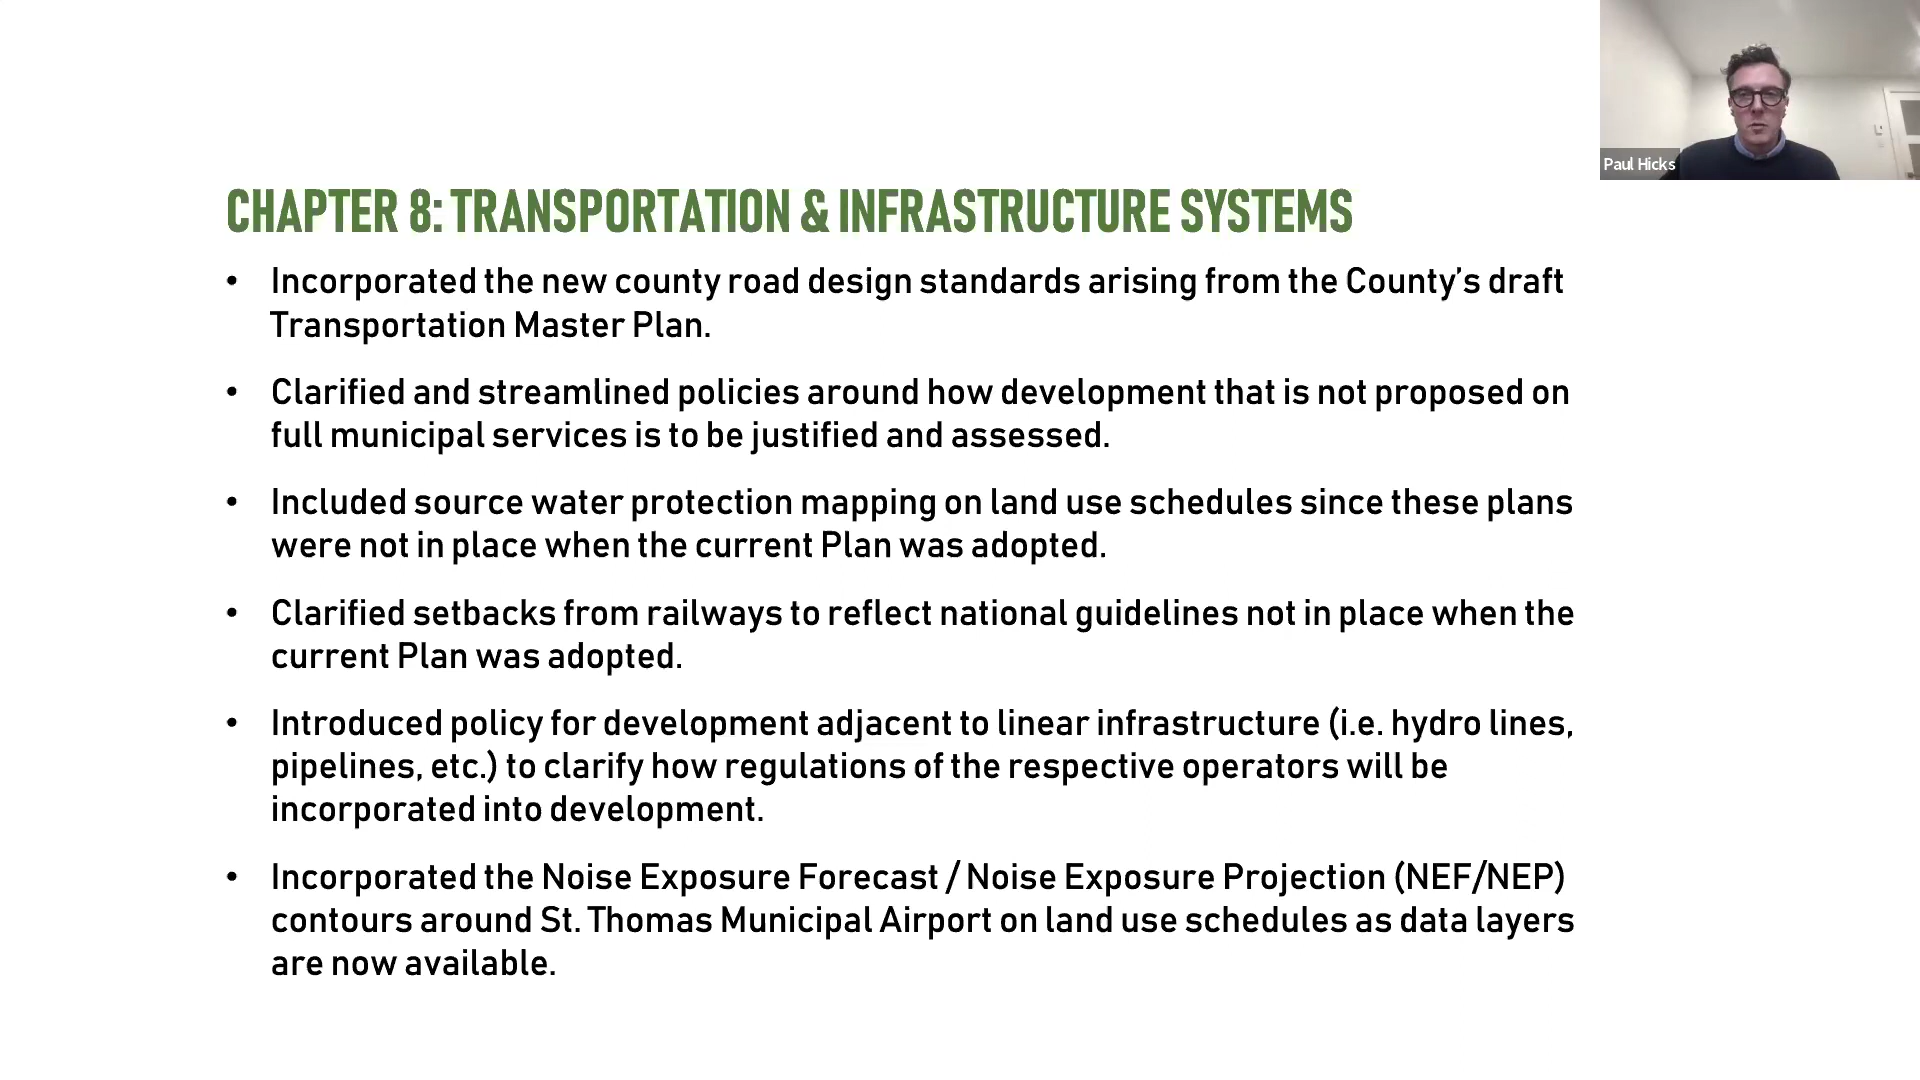 Paul Hicks
CHAPTER 8: TRANSPORTATION & INFRASTRUCTURE SYSTEMS
• Incorporated the new county road design standards arising from the County’s draft
Transportation Master Plan.
• Clarified and streamlined policies around how development that is not proposed on
full municipal services is to be justified and assessed.
• Included source water protection mapping on land use schedules since these plans
were not in place when the current Plan was adopted.
• Clarified setbacks from railways to reflect national guidelines not in place when the
current Plan was adopted.
• Introduced policy for development adjacent to linear infrastructure (i.e. hydro lines,
pipelines, etc.) to clarify how regulations of the respective operators will be
incorporated into development.
• Incorporated the Noise Exposure Forecast / Noise Exposure Projection (NEF/NEP)
contours around St. Thomas Municipal Airport on land use schedules as data layers
are now available.